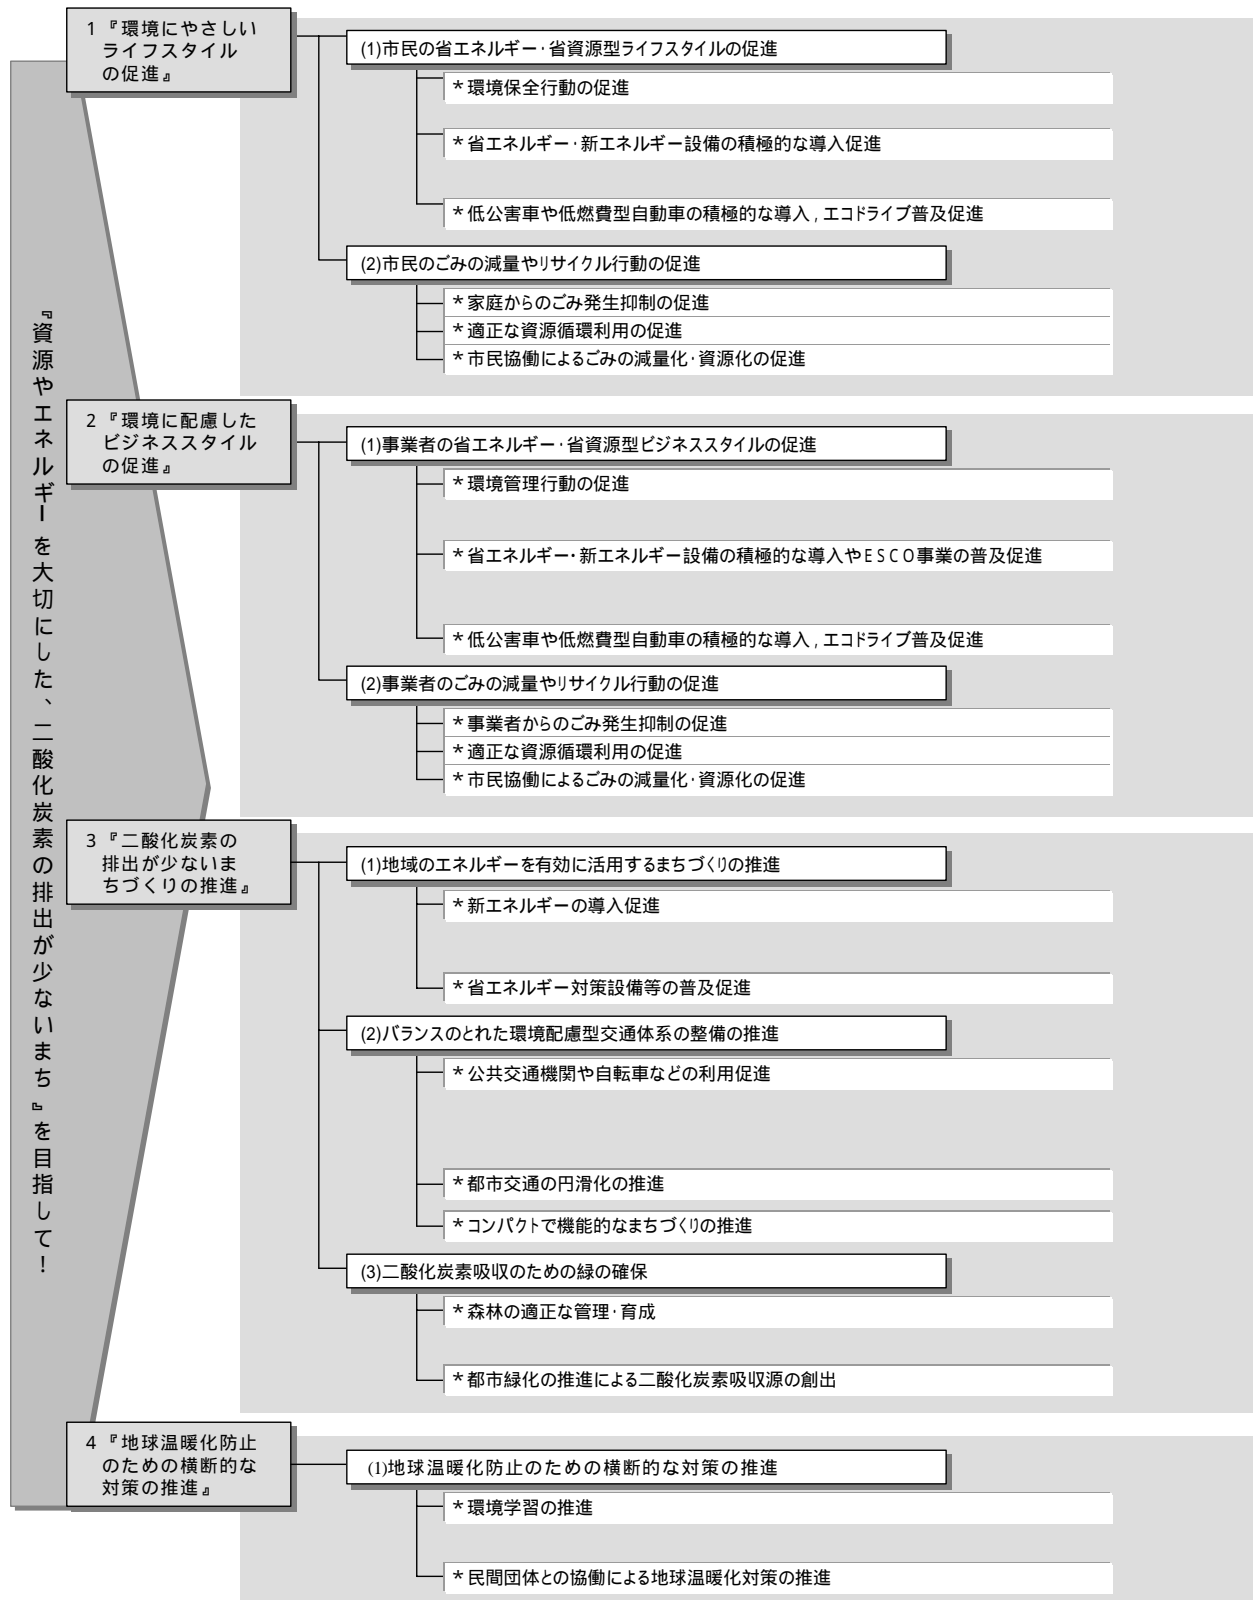 『資源やエネルギーを大切にした、二酸化炭素の排出が少ないまち』を目指して!
1『環境にやさしい
ライフスタイル
の促進』
(1)市民の省エネルギー・省資源型ライフスタイルの促進
*環境保全行動の促進
*省エネルギー・新エネルギー設備の積極的な導入促進
*低公害車や低燃費型自動車の積極的な導入,エコドライブ普及促進
(2)市民のごみの減量やリサイクル行動の促進
*家庭からのごみ発生抑制の促進
*適正な資源循環利用の促進
*市民協働によるごみの減量化・資源化の促進
2『環境に配慮した
ビジネススタイル
の促進』
(1)事業者の省エネルギー・省資源型ビジネススタイルの促進
*環境管理行動の促進
*省エネルギー・新エネルギー設備の積極的な導入やESCO事業の普及促進
*低公害車や低燃費型自動車の積極的な導入,エコドライブ普及促進
(2)事業者のごみの減量やリサイクル行動の促進
*事業者からのごみ発生抑制の促進
*適正な資源循環利用の促進
*市民協働によるごみの減量化・資源化の促進
3『二酸化炭素の
排出が少ないま
ちづくりの推進』
(1)地域のエネルギーを有効に活用するまちづくりの推進
*新エネルギーの導入促進
*省エネルギー対策設備等の普及促進
(2)バランスのとれた環境配慮型交通体系の整備の推進
*公共交通機関や自転車などの利用促進
*都市交通の円滑化の推進
*コンパクトで機能的なまちづくりの推進
(3)二酸化炭素吸収のための緑の確保
*森林の適正な管理・育成
*都市緑化の推進による二酸化炭素吸収源の創出
4『地球温暖化防止
のための横断的な
対策の推進』
(1)地球温暖化防止のための横断的な対策の推進
*環境学習の推進
*民間団体との協働による地球温暖化対策の推進